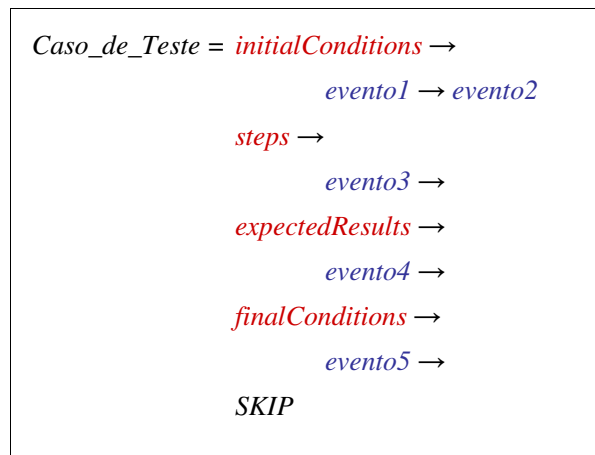 Caso_de_Teste = initialConditions →
evento1 → evento2
steps →
evento3 →
expectedResults →
evento4 →
finalConditions →
evento5 →
SKIP